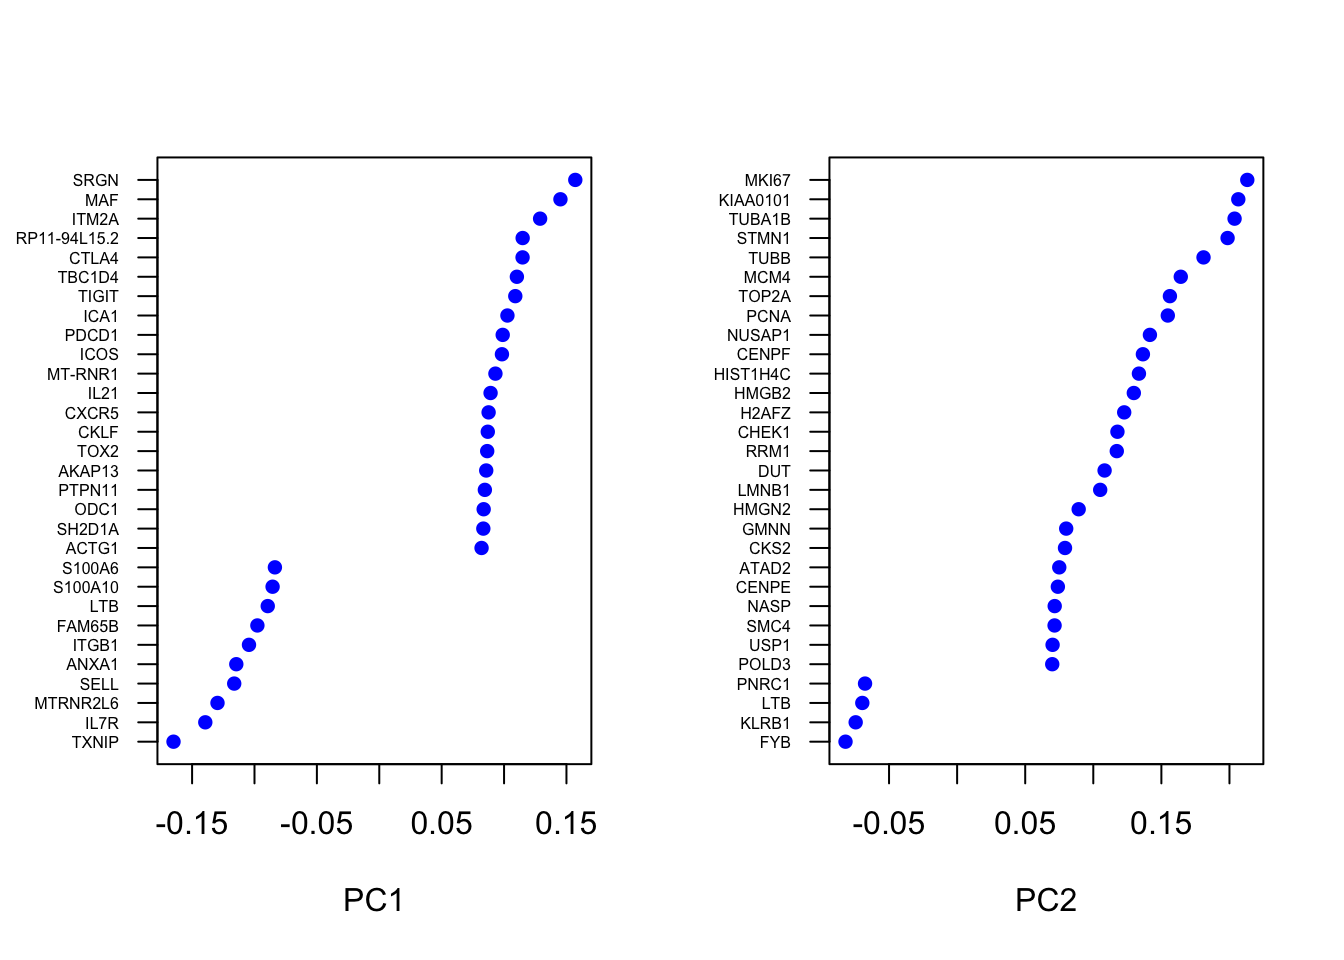 SRGN
MAF
ITM2A
RP11-94L15.2
CTLA4
TBC1D4
TIGIT
ICA1
PDCD1
ICOS
MT-RNR1
IL21
CXCR5
CKLF
TOX2
AKAP13
PTPN11
ODC1
SH2D1A
ACTG1
S100A6
S100A10
LTB
FAM65B
ITGB1
ANXA1
SELL
MTRNR2L6
IL7R
TXNIP
-0.15 -0.05 0.05 0.15
PC1
MKI67
KIAA0101
TUBA1B
STMN1
TUBB
MCM4
TOP2A
PCNA
NUSAP1
CENPF
HIST1H4C
HMGB2
H2AFZ
CHEK1
RRM1
DUT
LMNB1
HMGN2
GMNN
CKS2
ATAD2
CENPE
NASP
SMC4
USP1
POLD3
PNRC1
LTB
KLRB1
FYB
-0.05 0.05 0.15
PC2